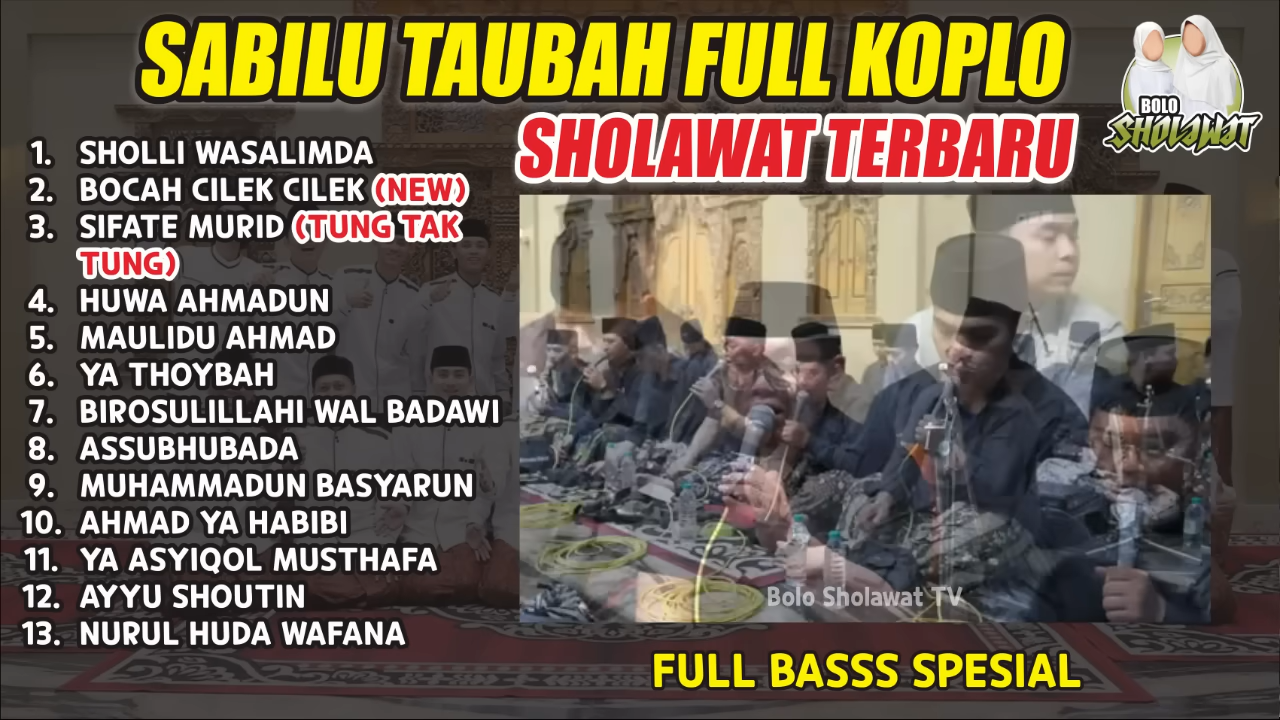 SABILU TAUBAH FULL KOPLO
SHOLAWAT TERBARU
BOLO
SHOLAWAT
1. SHOLLI WASALIMDA
2. BOCAH CILEK CILEK (NEW)
3. SIFATE MURID (TUNG TAK
TUNG)
4. HUWA AHMADUN
5. MAULIDU AHMAD
6. YA THOYBAH
7. BIROSULILLAHI WAL BADAWI
8. ASSUBHUBADA
9. MUHAMMADUN BASYARUN
10. AHMAD YA HABIBI
11. YA ASYIQOL MUSTHAFA
12. AYYU SHOUTIN
13. NURUL HUDA WAFANA
Bolo Sholawat TV
FULL BASSS SPESIAL